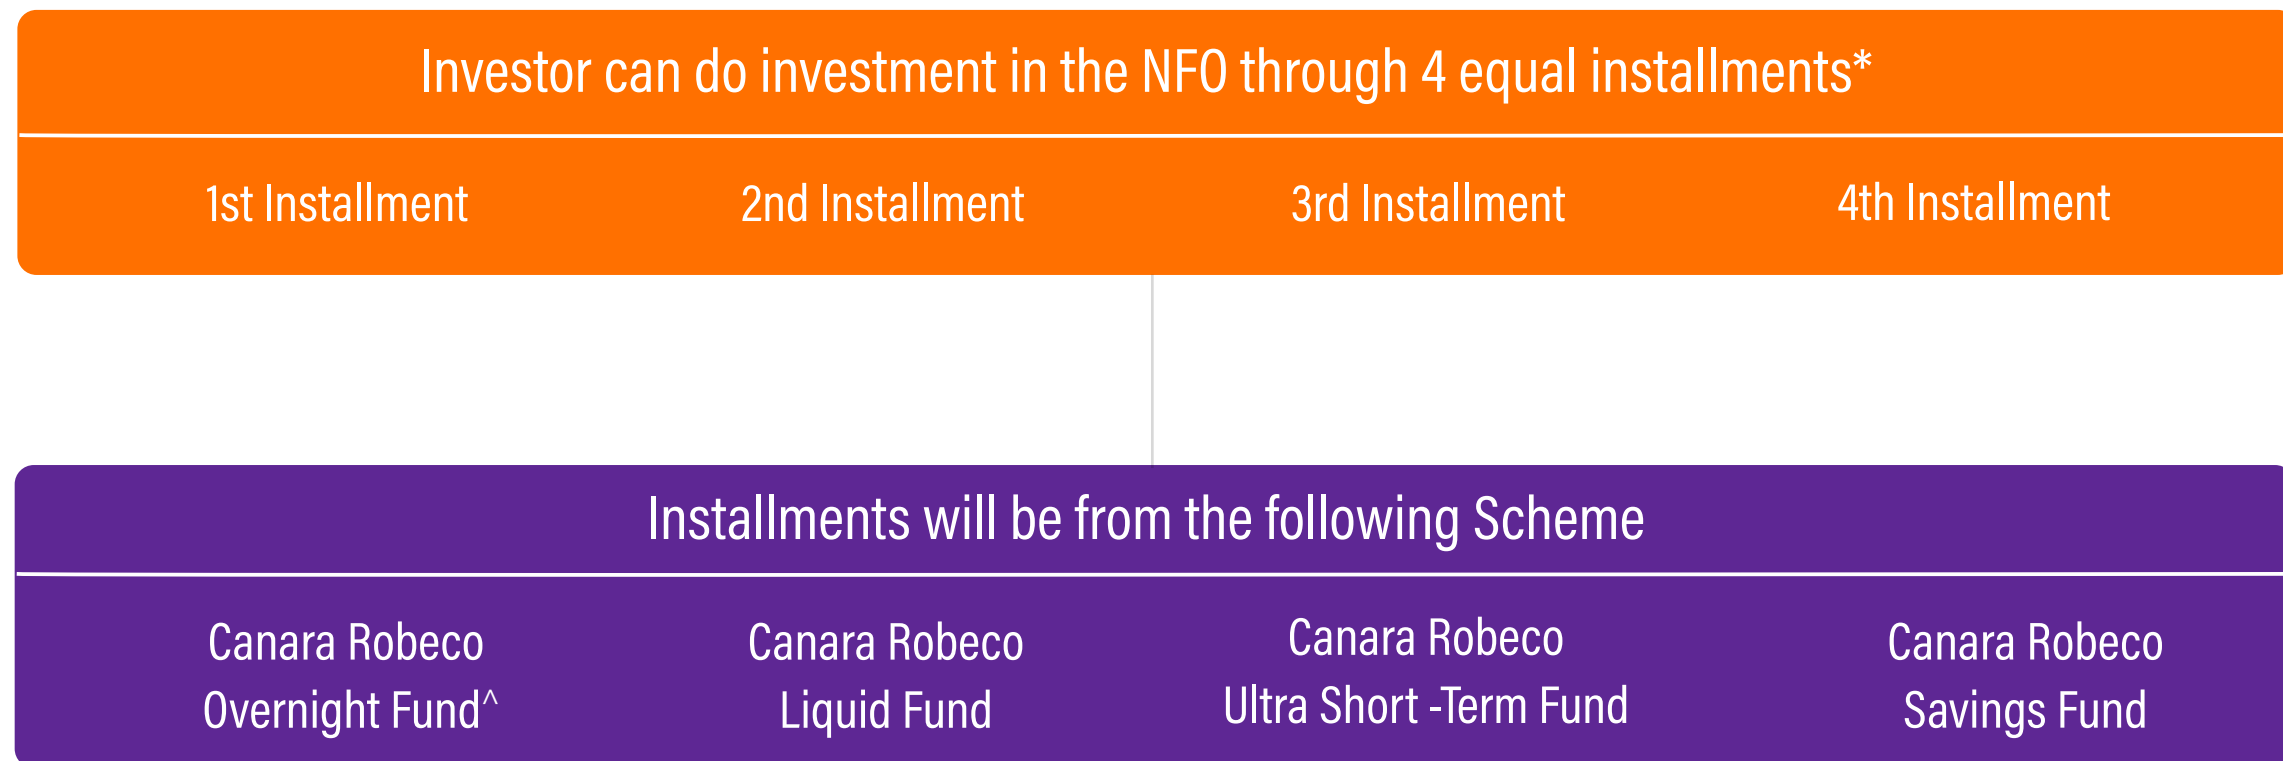 Investor can do investment in the NFO through 4 equal installments*
1st Installment
2nd Installment
3rd Installment
4th Installment
Installments will be from the following Scheme
Canara Robeco
Overnight Fund^
Canara Robeco
Liquid Fund
Canara Robeco
Ultra Short -Term Fund
Canara Robeco
Savings Fund